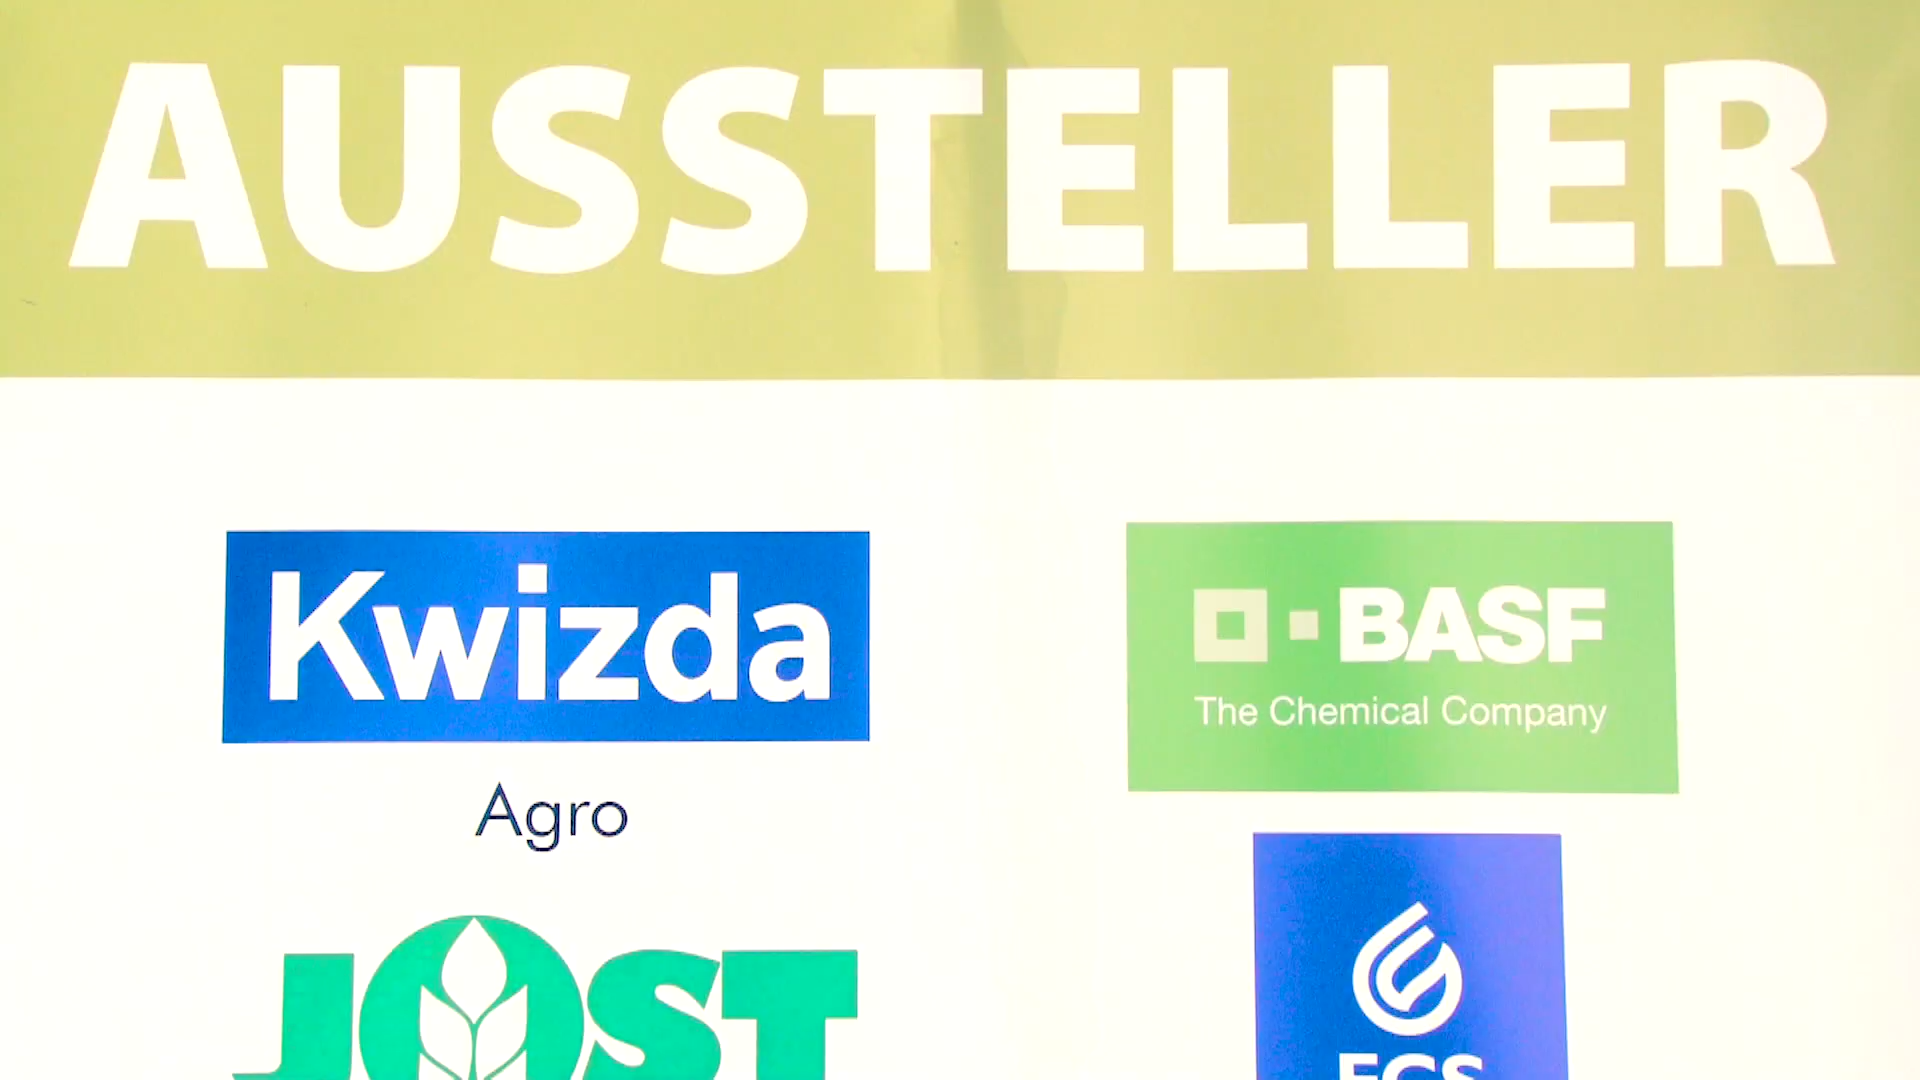 AUSSTELLER
Kwizda
Agro
BASF
The Chemical Company
JOST